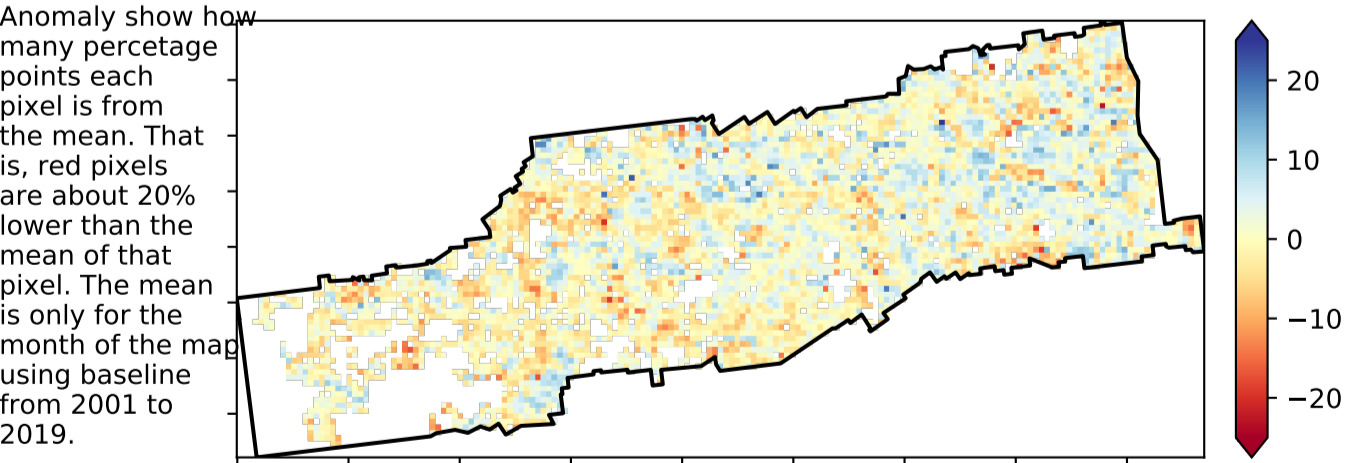 Anomaly show how
many percetage
points each
pixel is from
the mean. That
is, red pixels
are about 20%
lower than the
mean of that
pixel. The mean
is only for the
month of the map
using baseline
from 2001 to
2019.
20
10
0
−10
−20